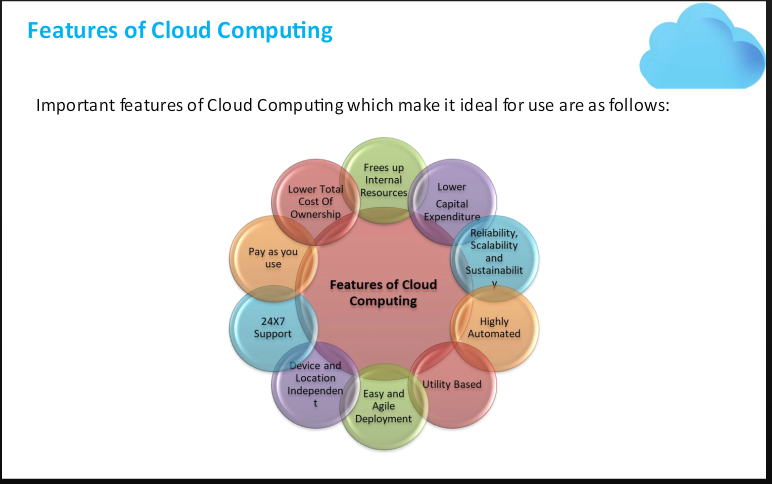 Features of Cloud Computing
Important features of Cloud Computing which make it ideal for use are as follows:
Frees up
Internal
Resources
Lower
Capital
Expenditure
Reliability,
Scalability
and
Sustainabilit
y
Highly
Automated
Utility Based
Easy and
Agile
Deployment
Device and
Location
Independen
t
24X7
Support
Pay as you
use
Lower Total
Cost Of
Ownership
Features of Cloud
Computing